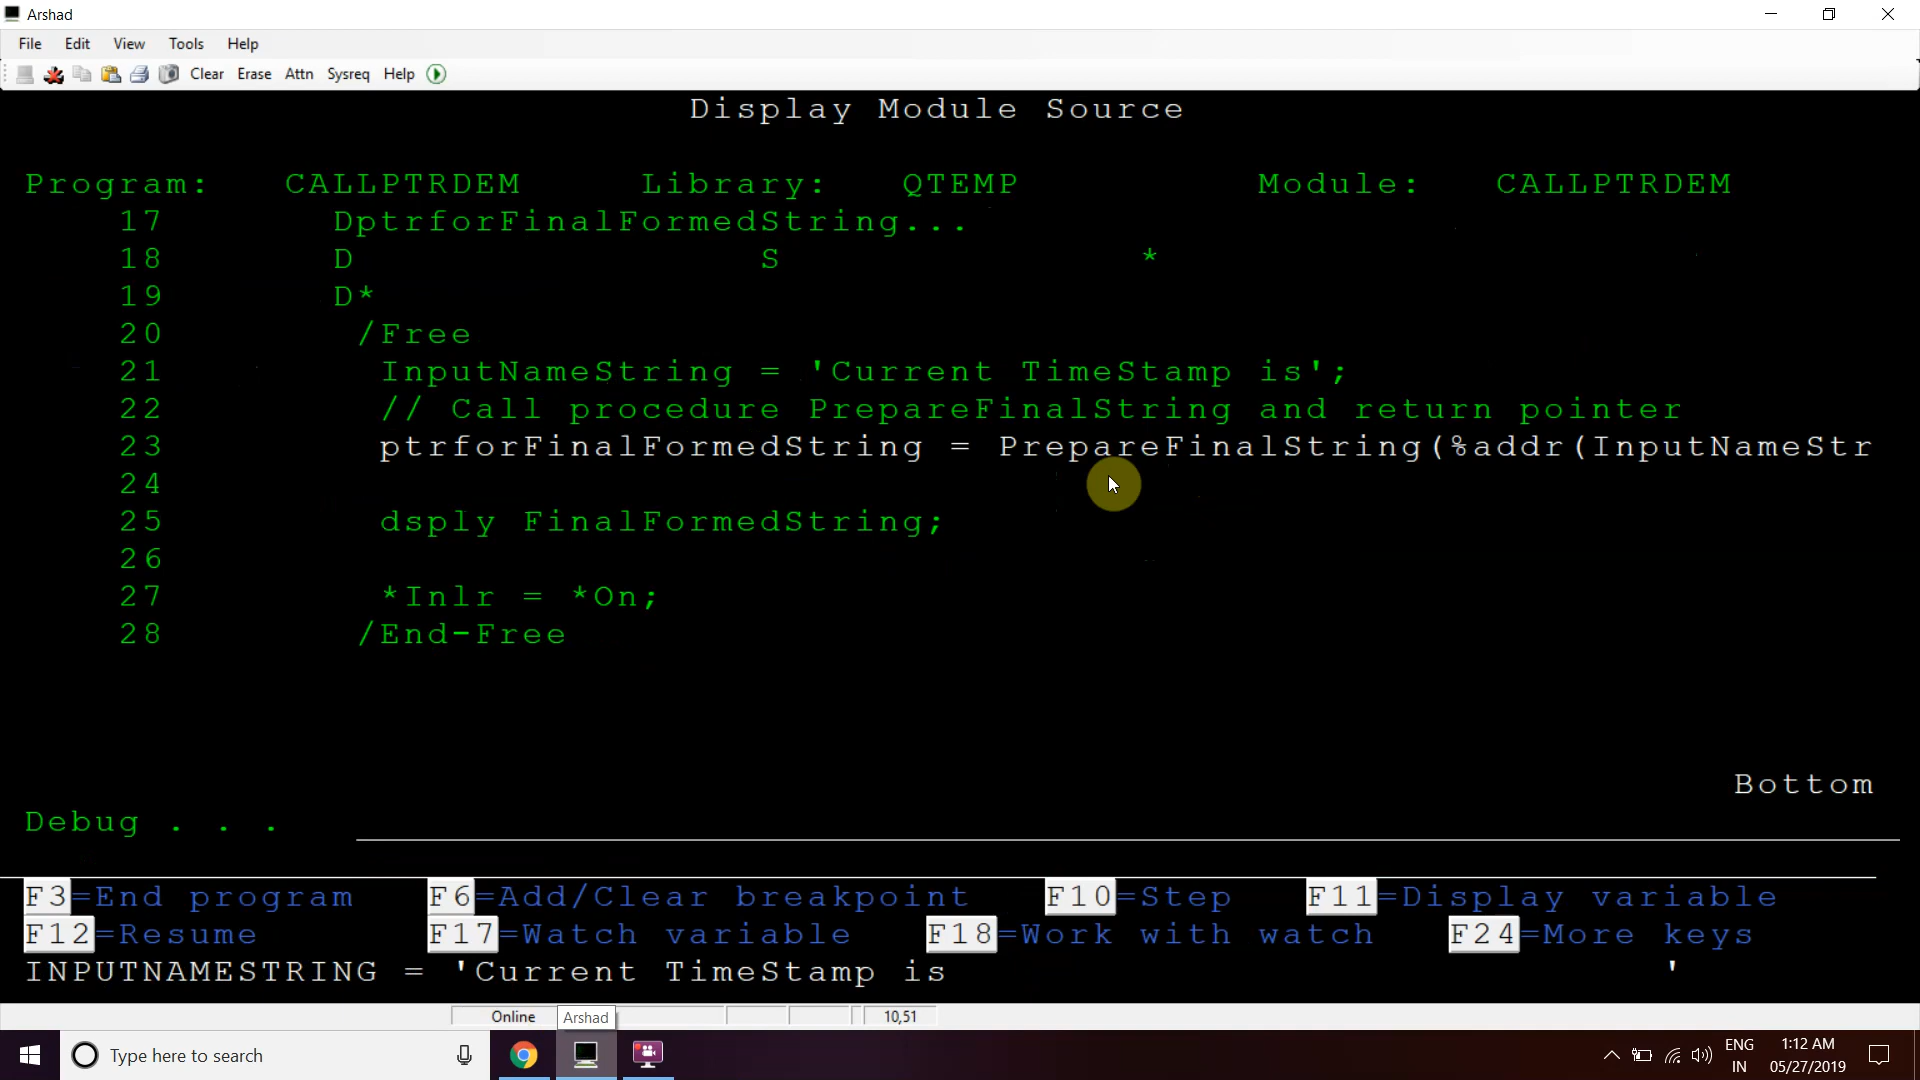 Arshad
File Edit View Tools Help
Clear Erase Attn Sysreq Help
Display Module Source
Program: CALLPTRDEM Library: QTEMP Module: CALLPTRDEM
17 DptrforFinalFormedString...
18 D S *
19 D*
20 /Free
21 InputNameString = 'Current TimeStamp is';
22 // Call procedure PrepareFinalString and return pointer
23 ptrforFinalFormedString = PrepareFinalString(%addr(InputNameStr
24
25 dsply FinalFormedString;
26
27 *Inlr = *On;
28 /End-Free
Bottom
Debug . . .
F3=End program F6=Add/Clear breakpoint F10=Step F11=Display variable
F12=Resume F17=Watch variable F18=Work with watch F24=More keys
INPUTNAMESTRING = 'Current TimeStamp is '
Online Arshad 10,51
Type here to search ENG 1:12 AM
IN 05/27/2019